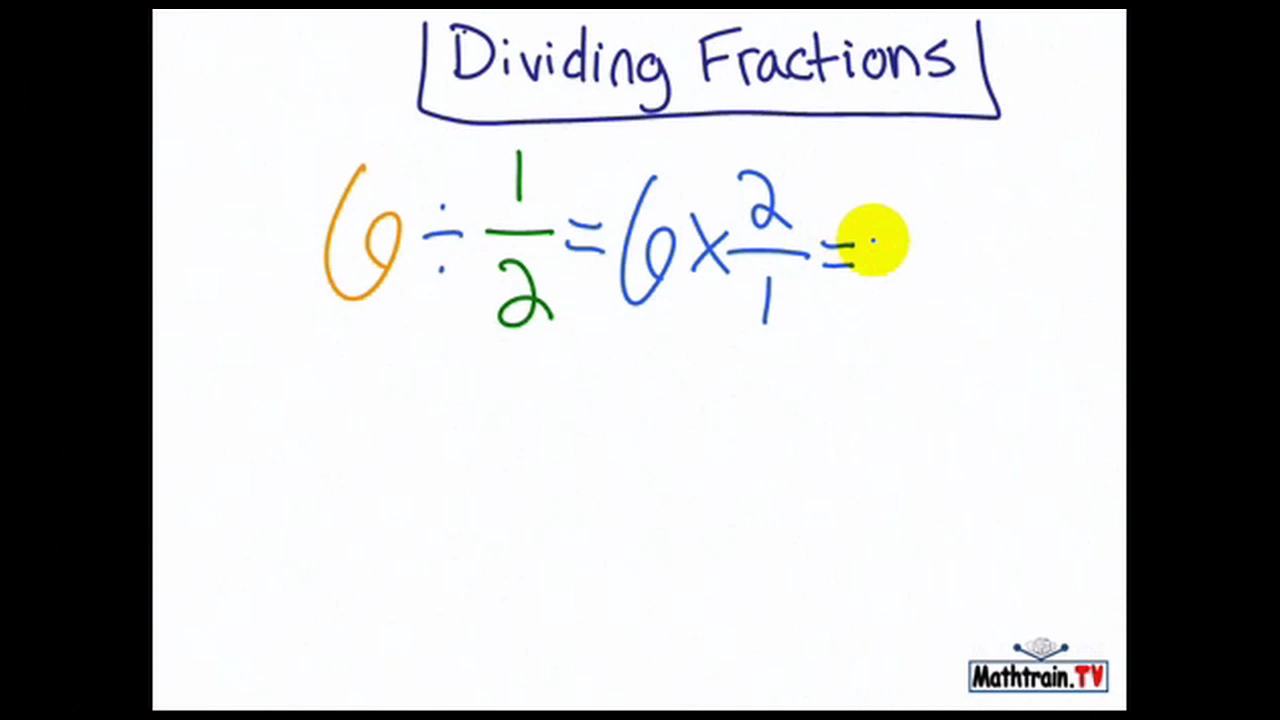 Dividing Fractions
6 ÷ 1/2 = 6 x 2/1 =
Mathtrain.TV